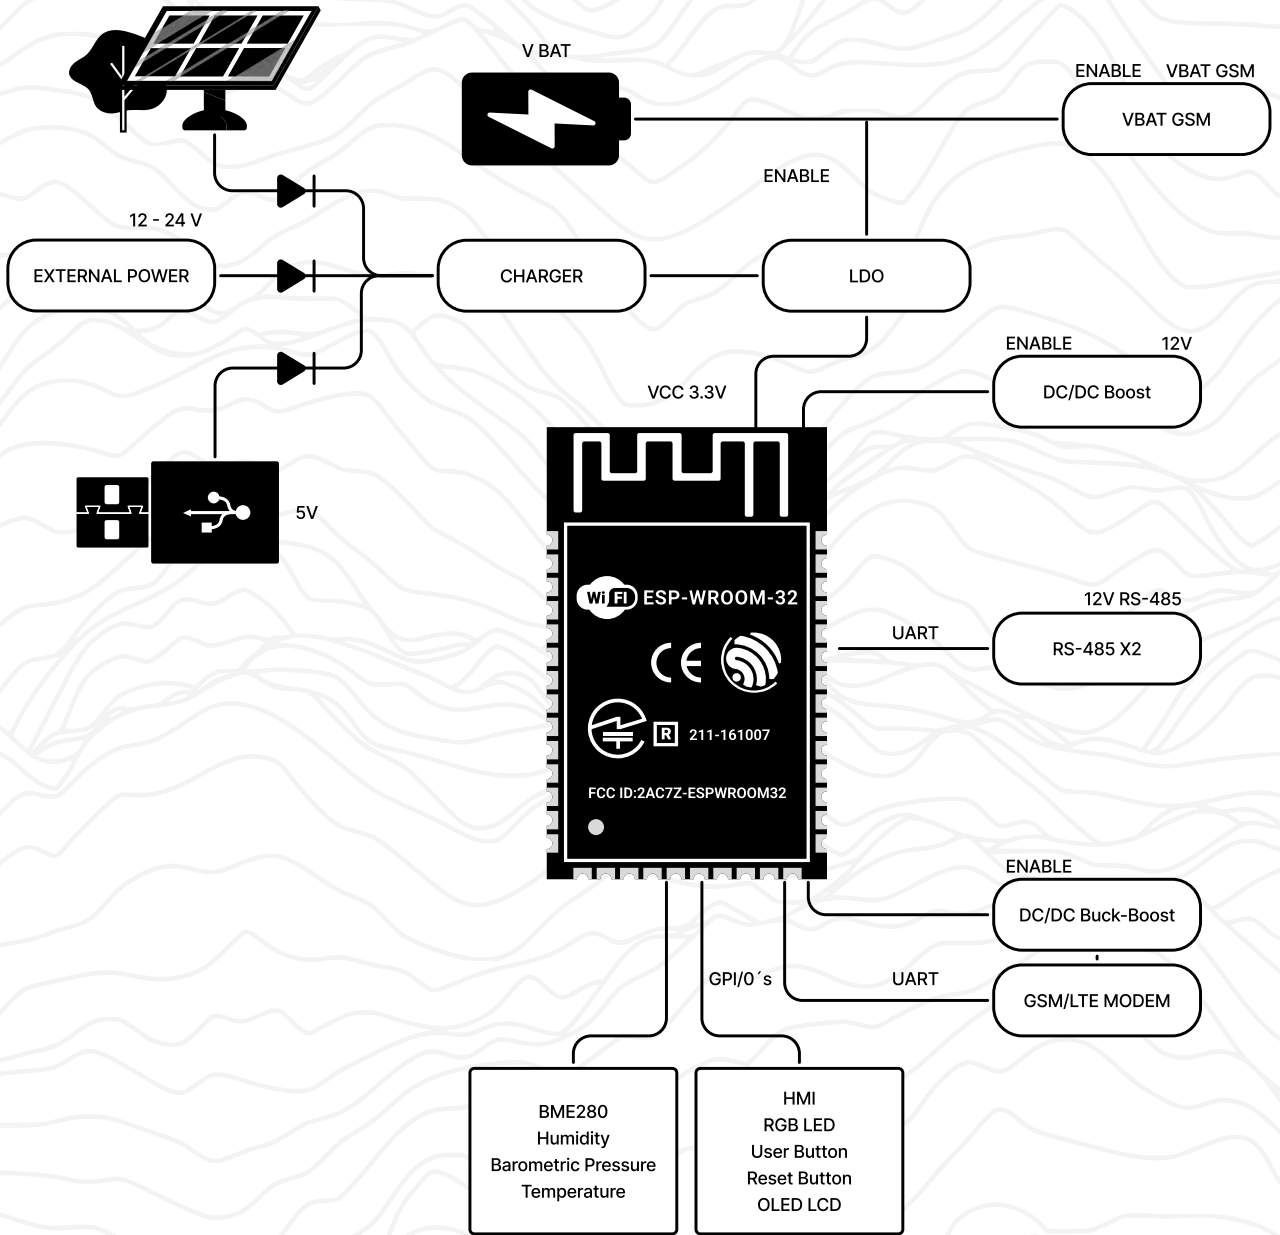 V BAT
ENABLE VBAT GSM
VBAT GSM
ENABLE
12 - 24 V
EXTERNAL POWER
CHARGER
LDO
ENABLE 12V
DC/DC Boost
VCC 3.3V
5V
Wi Fi ESP-WROOM-32
CE
R 211-161007
FCC ID:2AC7Z-ESPWROOM32
12V RS-485
UART
RS-485 X2
ENABLE
DC/DC Buck-Boost
GPI/0´s
UART
GSM/LTE MODEM
BME280
Humidity
Barometric Pressure
Temperature
HMI
RGB LED
User Button
Reset Button
OLED LCD